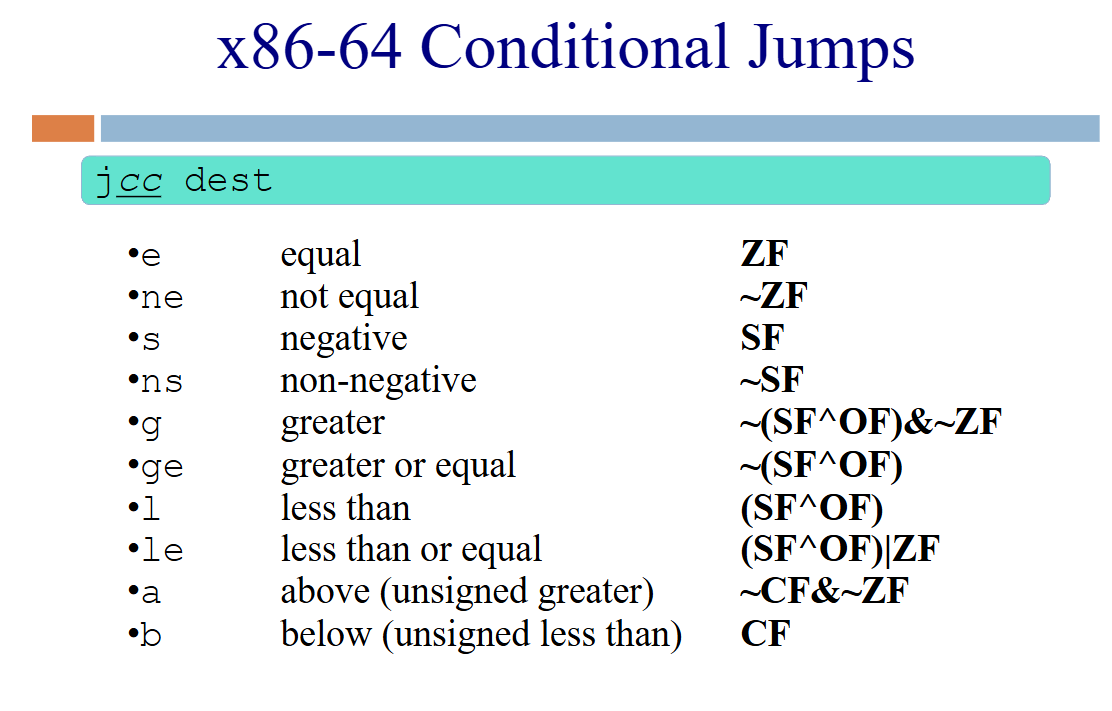 x86-64 Conditional Jumps
jcc dest
•e equal ZF
•ne not equal ~ZF
•s negative SF
•ns non-negative ~SF
•g greater ~(SF^OF)&~ZF
•ge greater or equal ~(SF^OF)
•l less than (SF^OF)
•le less than or equal (SF^OF)|ZF
•a above (unsigned greater) ~CF&~ZF
•b below (unsigned less than) CF